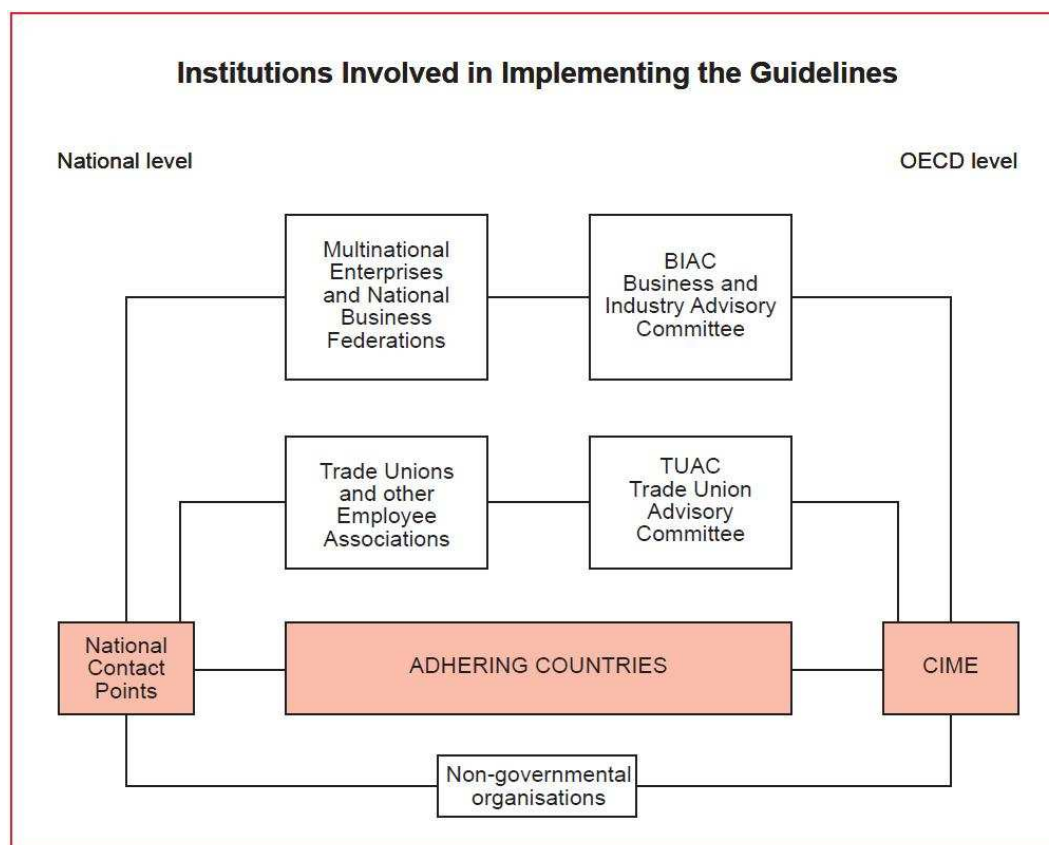 Institutions Involved in Implementing the Guidelines
National level
OECD level
Multinational
Enterprises
and National
Business
Federations
BIAC
Business and
Industry Advisory
Committee
Trade Unions
and other
Employee
Associations
TUAC
Trade Union
Advisory
Committee
National
Contact
Points
ADHERING COUNTRIES
CIME
Non-governmental
organisations